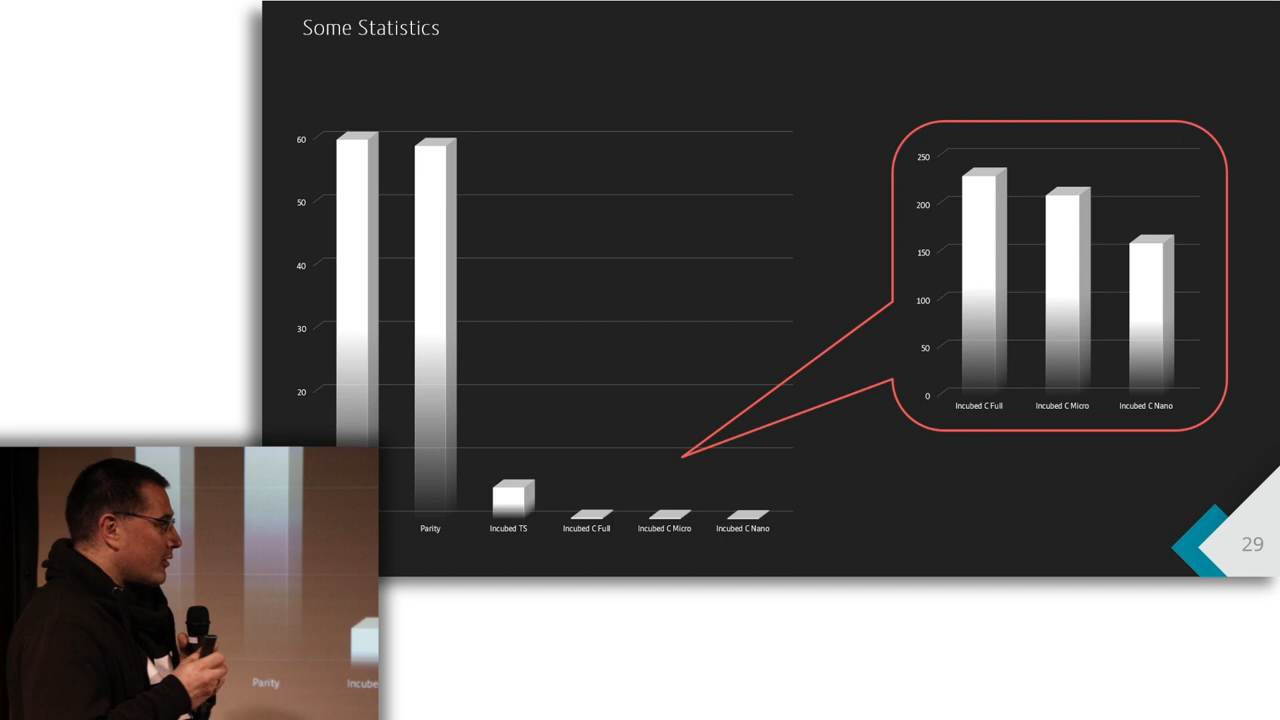 Some Statistics
60
50
40
30
20
Parity
Incubed TS
Incubed C Full
Incubed C Micro
Incubed C Nano
250
200
150
100
50
0
Incubed C Full
Incubed C Micro
Incubed C Nano
29
Parity
Incube